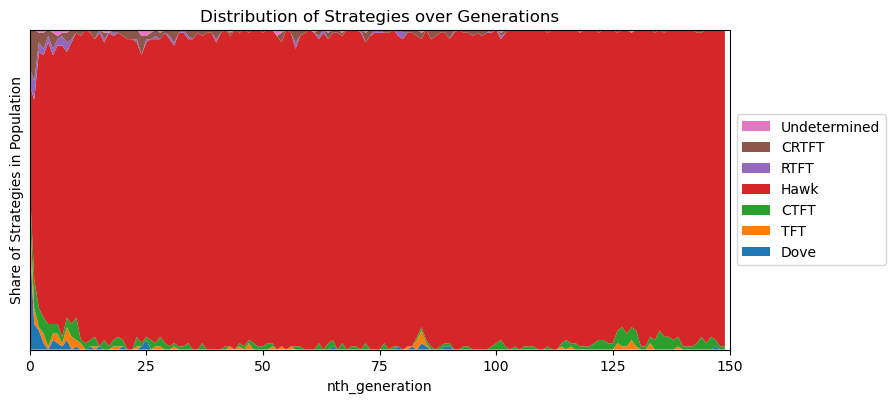 Distribution of Strategies over Generations
Share of Strategies in Population
0
25
50
75
100
125
150
nth_generation
Undetermined
CRTFT
RTFT
Hawk
CTFT
TFT
Dove